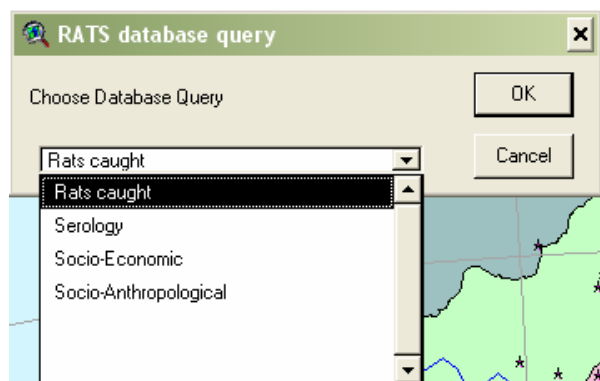 RATS database query
Choose Database Query
OK
Rats caught
Cancel
Rats caught
Serology
Socio-Economic
Socio-Anthropological